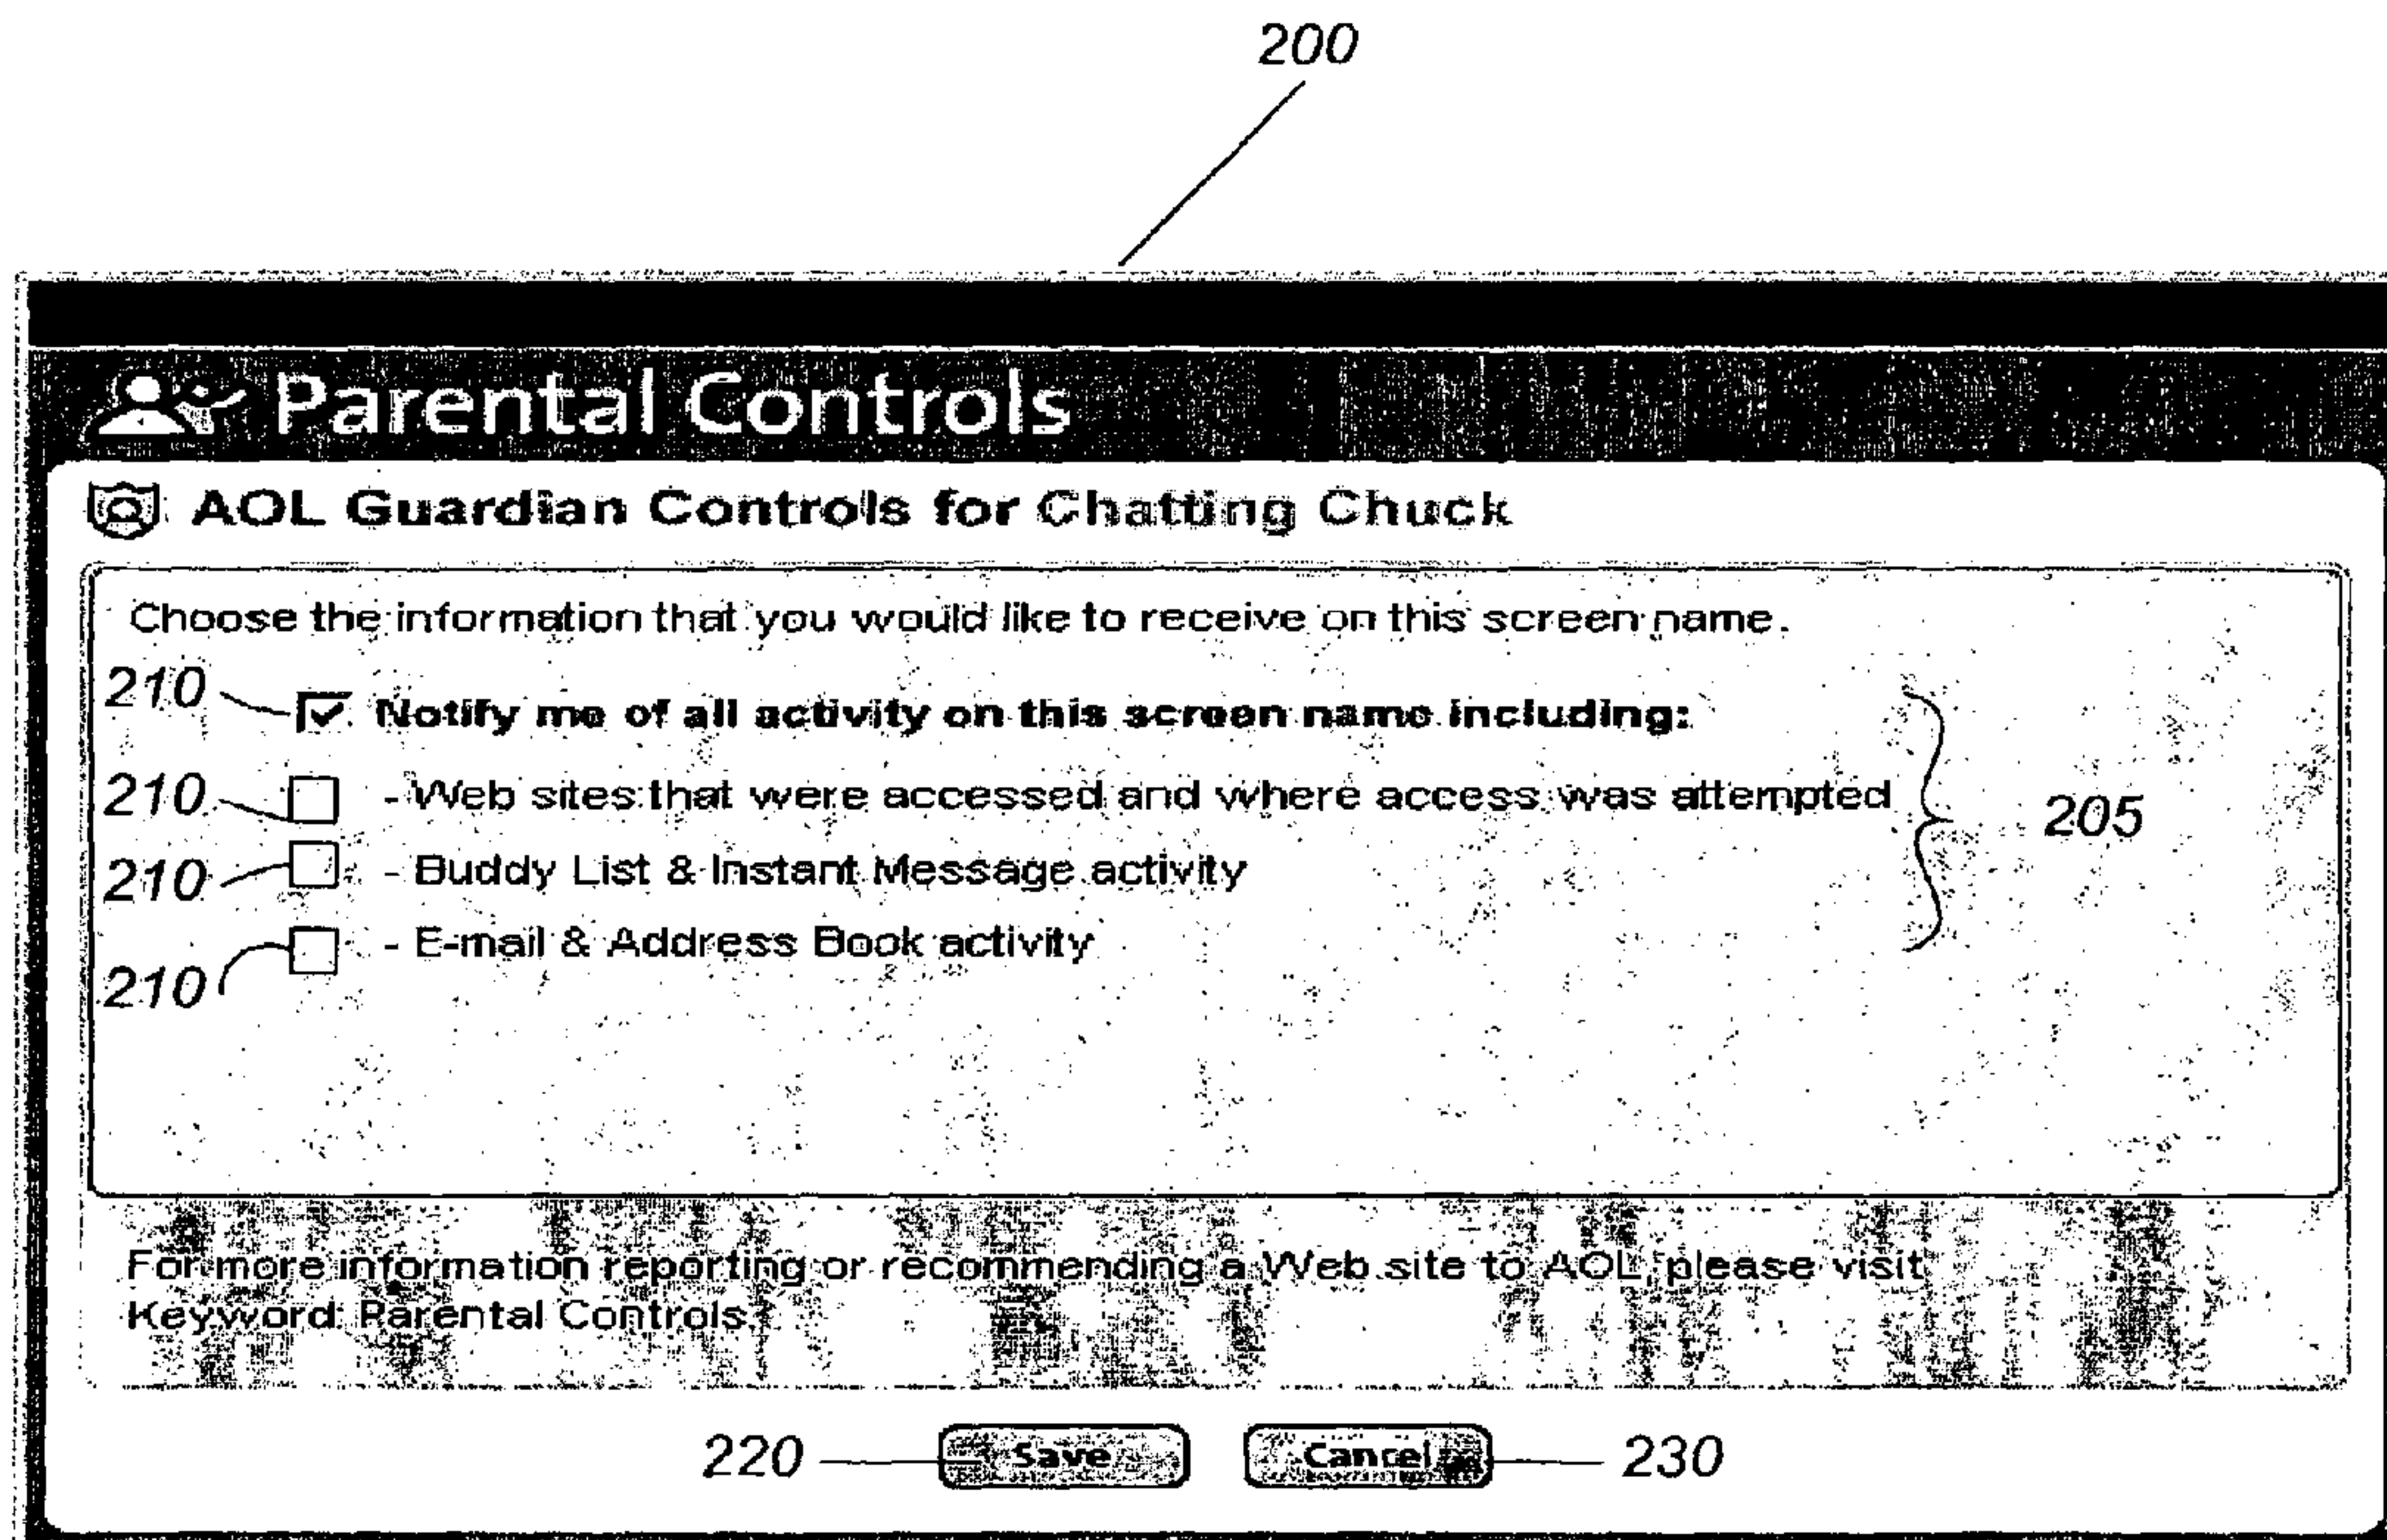 200
Parental Controls
AOL Guardian Controls for Chatting Chuck
Choose the information that you would like to receive on this screen name.
210 Notify me of all activity on this screen name including:
210 - Web sites that were accessed and where access was attempted 205
210 - Buddy List & Instant Message activity
210 - E-mail & Address Book activity
For more information reporting or recommending a Web site to AOL, please visit
Keyword: Parental Controls.
220 Save Cancel 230